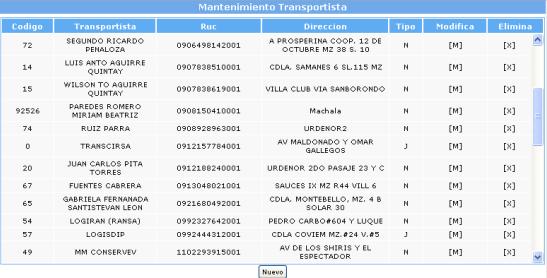 Mantenimiento Transportista
Codigo Transportista Ruc Direccion Tipo Modifica Elimina
72 SEGUNDO RICARDO PENALOZA 0906498142001 A PROSPERINA COOP. 12 DE OCTUBRE MZ 38 S. 10 N [M] [X]
14 LUIS ANTO AGUIRRE QUINTAY 0907838510001 CDLA. SAMANES 6 SL.115 MZ N [M] [X]
15 WILSON TO AGUIRRE QUINTAY 0907838619001 VILLA CLUB VIA SANBORONDO N [M] [X]
92526 PAREDES ROMERO MIRIAM BEATRIZ 0908150410001 Machala N [M] [X]
74 RUIZ PARRA 0908928963001 URDENOR2 N [M] [X]
0 TRANSCIRSA 0912157784001 AV MALDONADO Y OMAR GALLEGOS J [M] [X]
20 JUAN CARLOS PITA TORRES 0912188240001 URDENOR 2DO PASAJE 23 Y C N [M] [X]
67 FUENTES CABRERA 0913048021001 SAUCES IX MZ R44 VILL 6 N [M] [X]
65 GABRIELA FERNANADA SANTISTEVAN LEON 0921680492001 CDLA. MONTEBELLO, MZ. 4 B SOLAR 30 N [M] [X]
54 LOGIRAN (RANSA) 0992327642001 PEDRO CARBO#604 Y LUQUE N [M] [X]
57 LOGISDIP 0992444312001 CDLA COVIEM MZ.#24 V.#5 J [M] [X]
49 MM CONSERVEV 1102293915001 AV DE LOS SHIRIS Y EL ESPECTADOR N [M] [X]
Nuevo